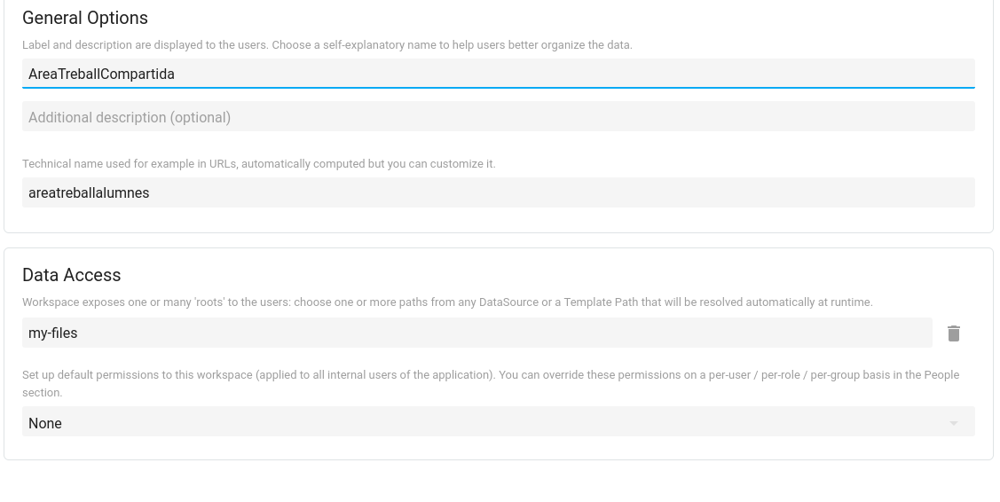 General Options
Label and description are displayed to the users. Choose a self-explanatory name to help users better organize the data.
AreaTreballCompartida
Additional description (optional)
Technical name used for example in URLs, automatically computed but you can customize it.
areatreballalumnes
Data Access
Workspace exposes one or many 'roots' to the users: choose one or more paths from any DataSource or a Template Path that will be resolved automatically at runtime.
my-files
Set up default permissions to this workspace (applied to all internal users of the application). You can override these permissions on a per-user / per-role / per-group basis in the People
section.
None